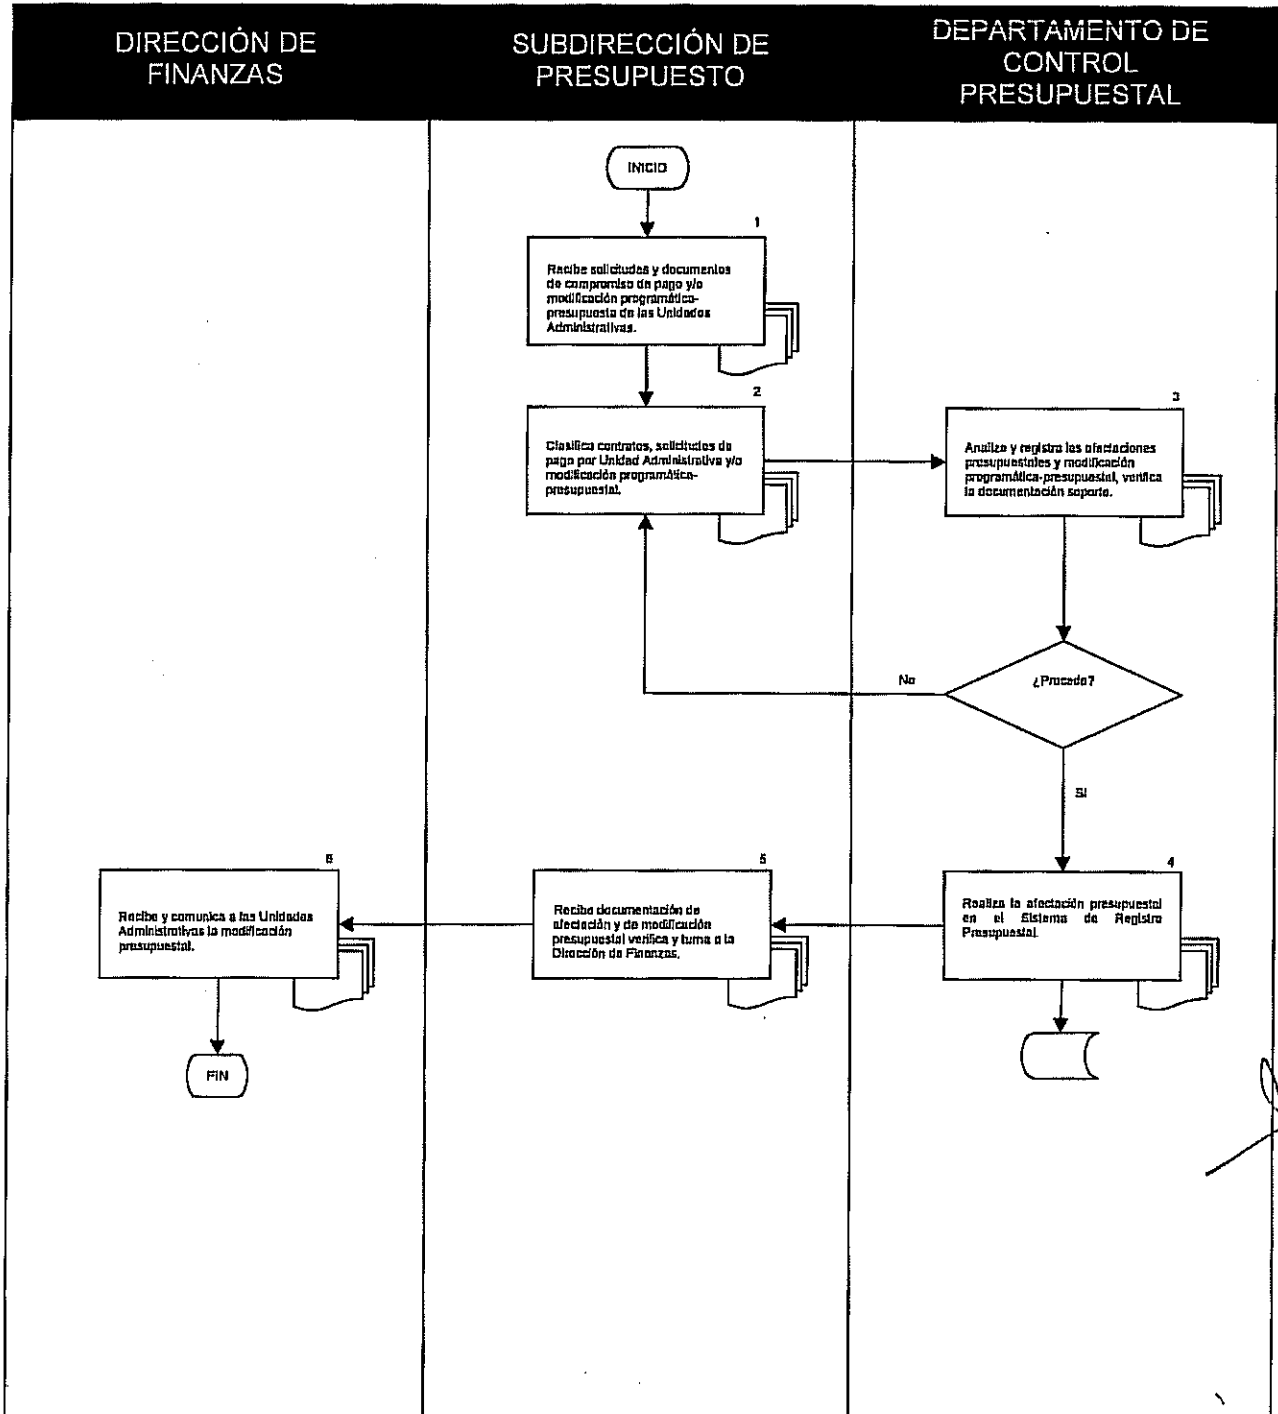 DIRECCIÓN DE
FINANZAS
SUBDIRECCIÓN DE
PRESUPUESTO
DEPARTAMENTO DE
CONTROL
PRESUPUESTAL
INICIO
1
Recibe solicitudes y documentos
de compromiso de pago y/o
modificación programática-
presupuesta de las Unidades
Administrativas.
2
Clasifica contratos, solicitudes de
pago por Unidad Administrativa y/o
modificación programático-
presupuestal.
3
Analiza y registra las afectaciones
presupuestales y modificación
programática-presupuestal, verifica
la documentación soporte.
¿Procede?
No
SI
4
Realiza la afectación presupuestal
en el Sistema de Registro
Presupuestal.
5
Recibe documentación de
afectación y de modificación
presupuestal verifica y turna a la
Dirección de Finanzas.
6
Recibe y comunica a las Unidades
Administrativas la modificación
presupuestal.
FIN